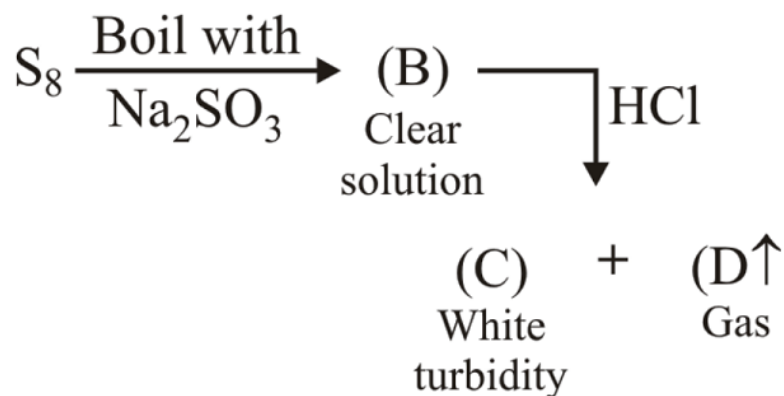 Boil with
S₈ (B)
Na₂SO₃
Clear
solution
HCl
(C) + (D↑
White Gas
turbidity